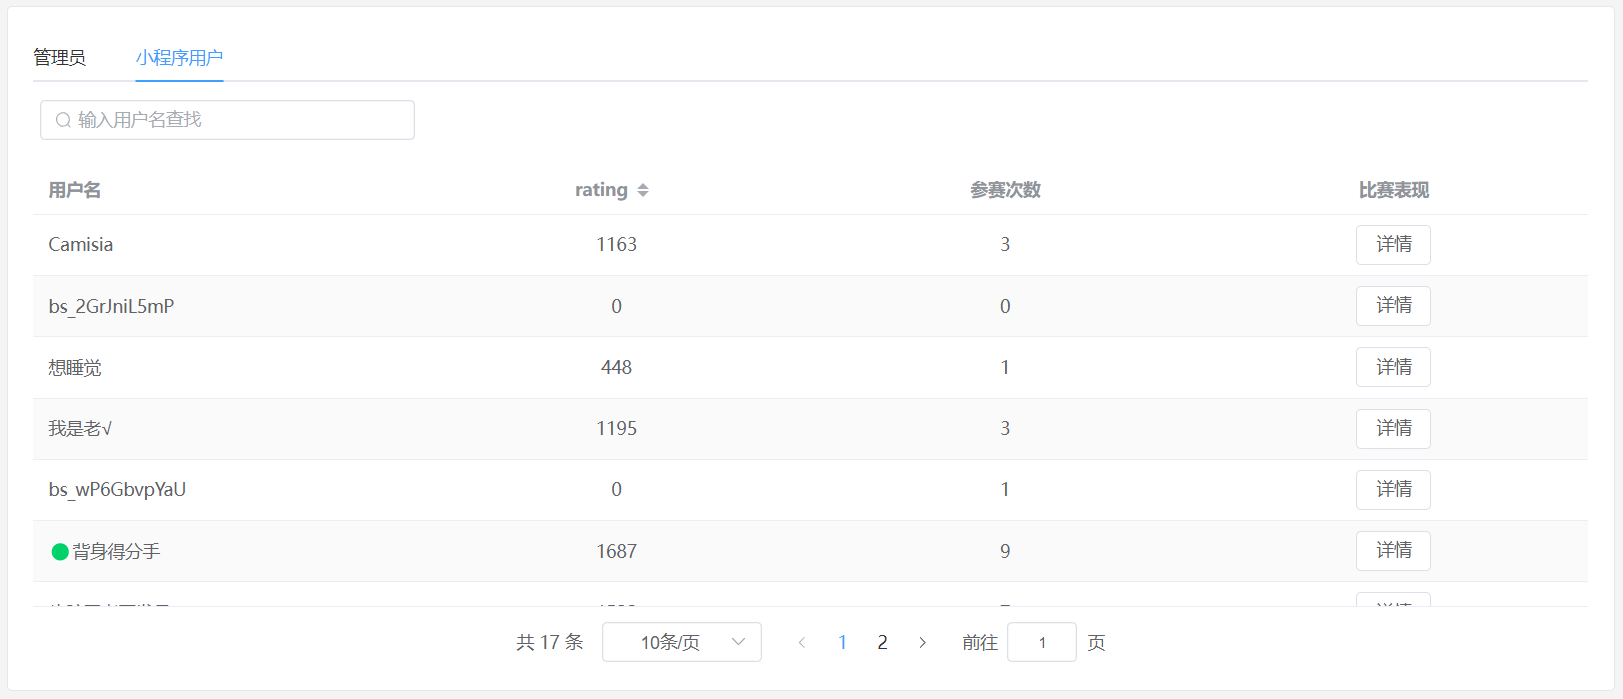 管理员 小程序用户
输入用户名查找
用户名 rating 参赛次数 比赛表现
Camisia 1163 3 详情
bs_2GrJniL5mP 0 0 详情
想睡觉 448 1 详情
我是老√ 1195 3 详情
bs_wP6GbvpYaU 0 1 详情
背身得分手 1687 9 详情
共 17 条 10条/页 1 2 前往 1 页